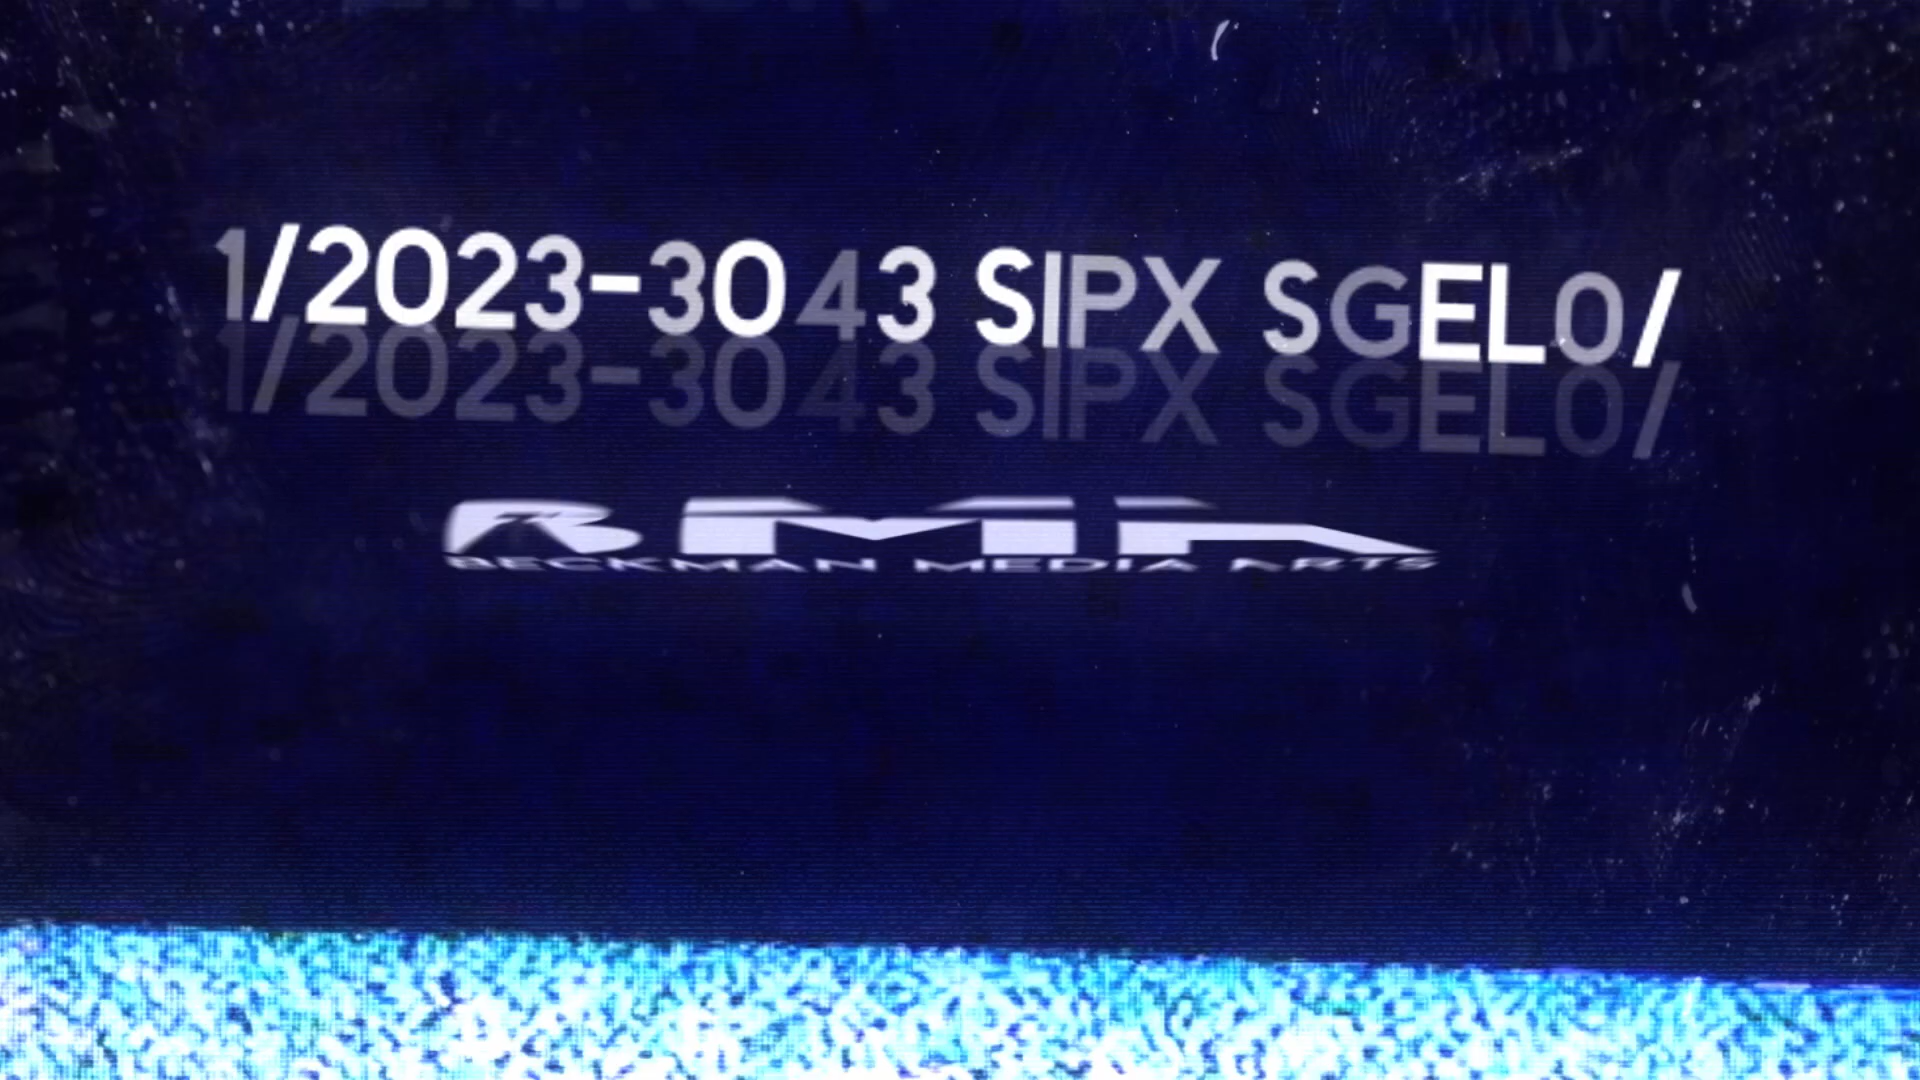 1/2023-3043 SIPX SGEL0/
1/2023-3043 SIPX SGEL0/
BMA
BECKMAN MEDIA ARTS